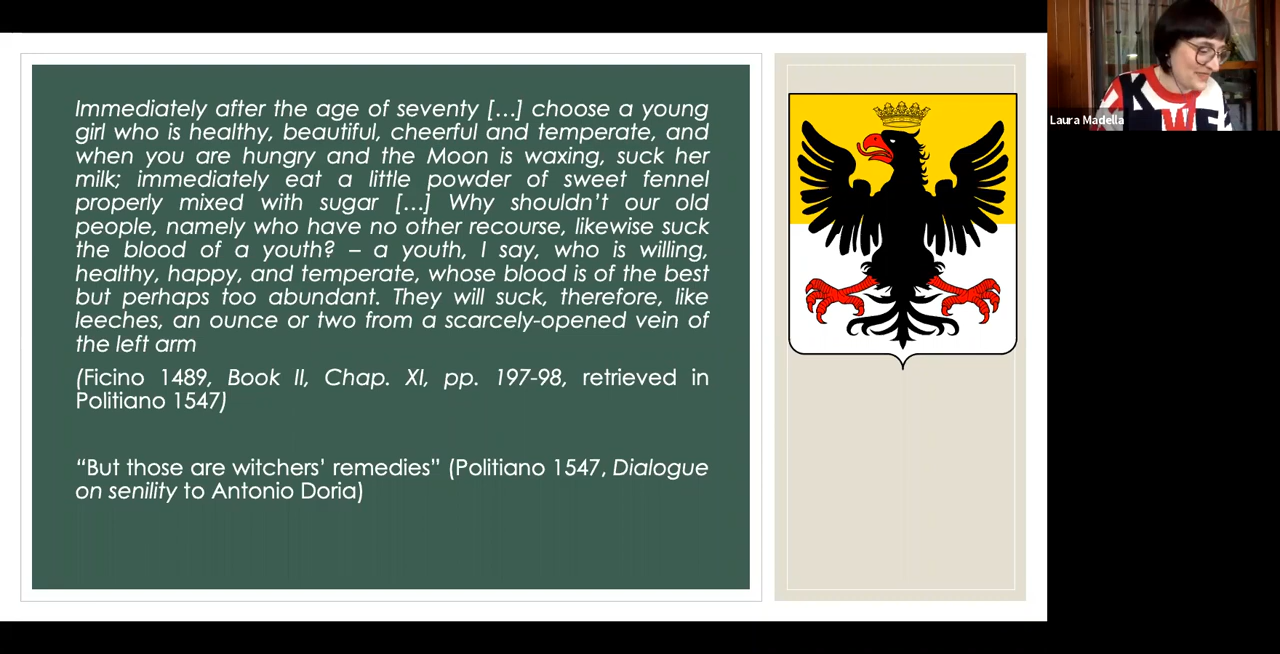 Immediately after the age of seventy […] choose a young
girl who is healthy, beautiful, cheerful and temperate, and
when you are hungry and the Moon is waxing, suck her
milk; immediately eat a little powder of sweet fennel
properly mixed with sugar […] Why shouldn’t our old
people, namely who have no other recourse, likewise suck
the blood of a youth? – a youth, I say, who is willing,
healthy, happy, and temperate, whose blood is of the best
but perhaps too abundant. They will suck, therefore, like
leeches, an ounce or two from a scarcely-opened vein of
the left arm
(Ficino 1489, Book II, Chap. XI, pp. 197-98, retrieved in
Politiano 1547)
“But those are witchers’ remedies” (Politiano 1547, Dialogue
on senility to Antonio Doria)
Laura Madella